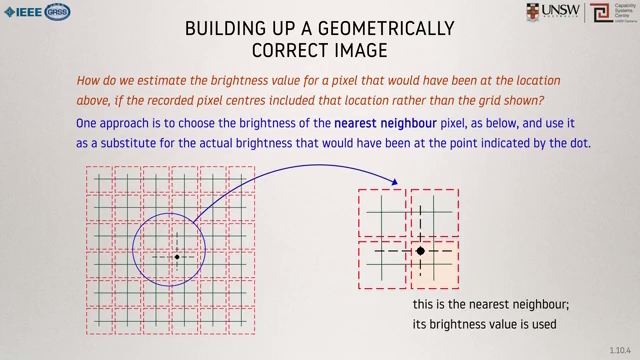 IEEE GRSS
UNSW
AUSTRALIA
Capability
Systems
Centre
UNSW Canberra
BUILDING UP A GEOMETRICALLY
CORRECT IMAGE
How do we estimate the brightness value for a pixel that would have been at the location
above, if the recorded pixel centres included that location rather than the grid shown?
One approach is to choose the brightness of the nearest neighbour pixel, as below, and use it
as a substitute for the actual brightness that would have been at the point indicated by the dot.
this is the nearest neighbour;
its brightness value is used
1.10.4